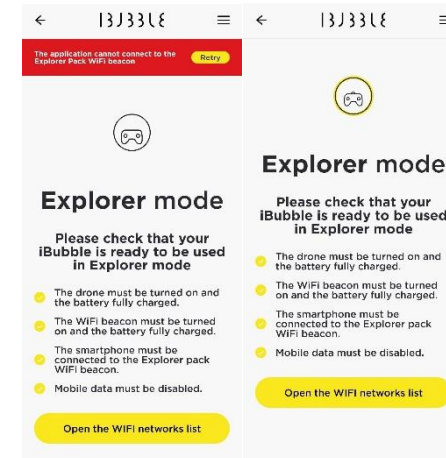 IBUBBLE
The application cannot connect to the
Explorer Pack WiFi beacon
Retry
Explorer mode
Please check that your
iBubble is ready to be used
in Explorer mode
The drone must be turned on and
the battery fully charged.
The WiFi beacon must be turned
on and the battery fully charged.
The smartphone must be
connected to the Explorer pack
WiFi beacon.
Mobile data must be disabled.
Open the WIFI networks list
IBUBBLE
Explorer mode
Please check that your
iBubble is ready to be used
in Explorer mode
The drone must be turned on and
the battery fully charged.
The WiFi beacon must be turned
on and the battery fully charged.
The smartphone must be
connected to the Explorer pack
WiFi beacon.
Mobile data must be disabled.
Open the WIFI networks list